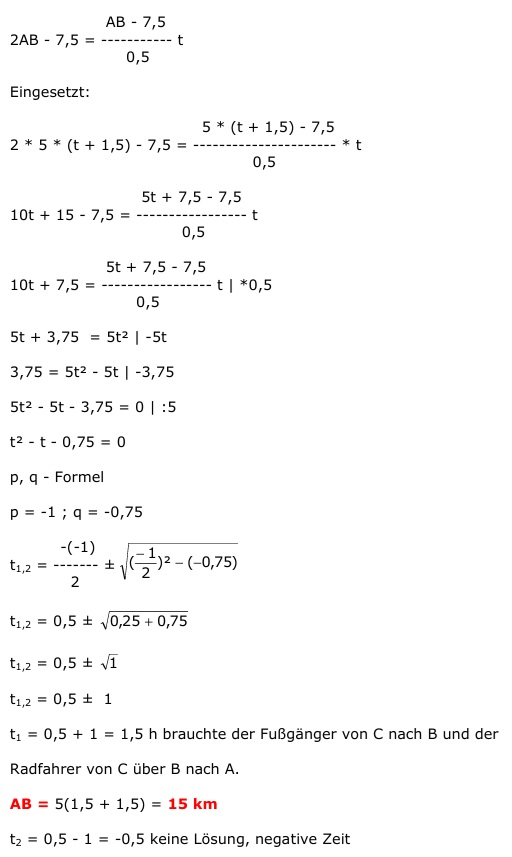 AB - 7,5
2AB - 7,5 = ----------- t
0,5
Eingesetzt:
5 * (t + 1,5) - 7,5
2 * 5 * (t + 1,5) - 7,5 = ---------------------- * t
0,5
5t + 7,5 - 7,5
10t + 15 - 7,5 = ----------------- t
0,5
5t + 7,5 - 7,5
10t + 7,5 = ----------------- t | *0,5
0,5
5t + 3,75 = 5t² | -5t
3,75 = 5t² - 5t | -3,75
5t² - 5t - 3,75 = 0 | :5
t² - t - 0,75 = 0
p, q - Formel
p = -1 ; q = -0,75
-(-1)
t₁,₂ = ------- ± √((−1/2)² − (−0,75))
2
t₁,₂ = 0,5 ± √(0,25 + 0,75)
t₁,₂ = 0,5 ± √1
t₁,₂ = 0,5 ± 1
t₁ = 0,5 + 1 = 1,5 h brauchte der Fußgänger von C nach B und der
Radfahrer von C über B nach A.
AB = 5(1,5 + 1,5) = 15 km
t₂ = 0,5 - 1 = -0,5 keine Lösung, negative Zeit